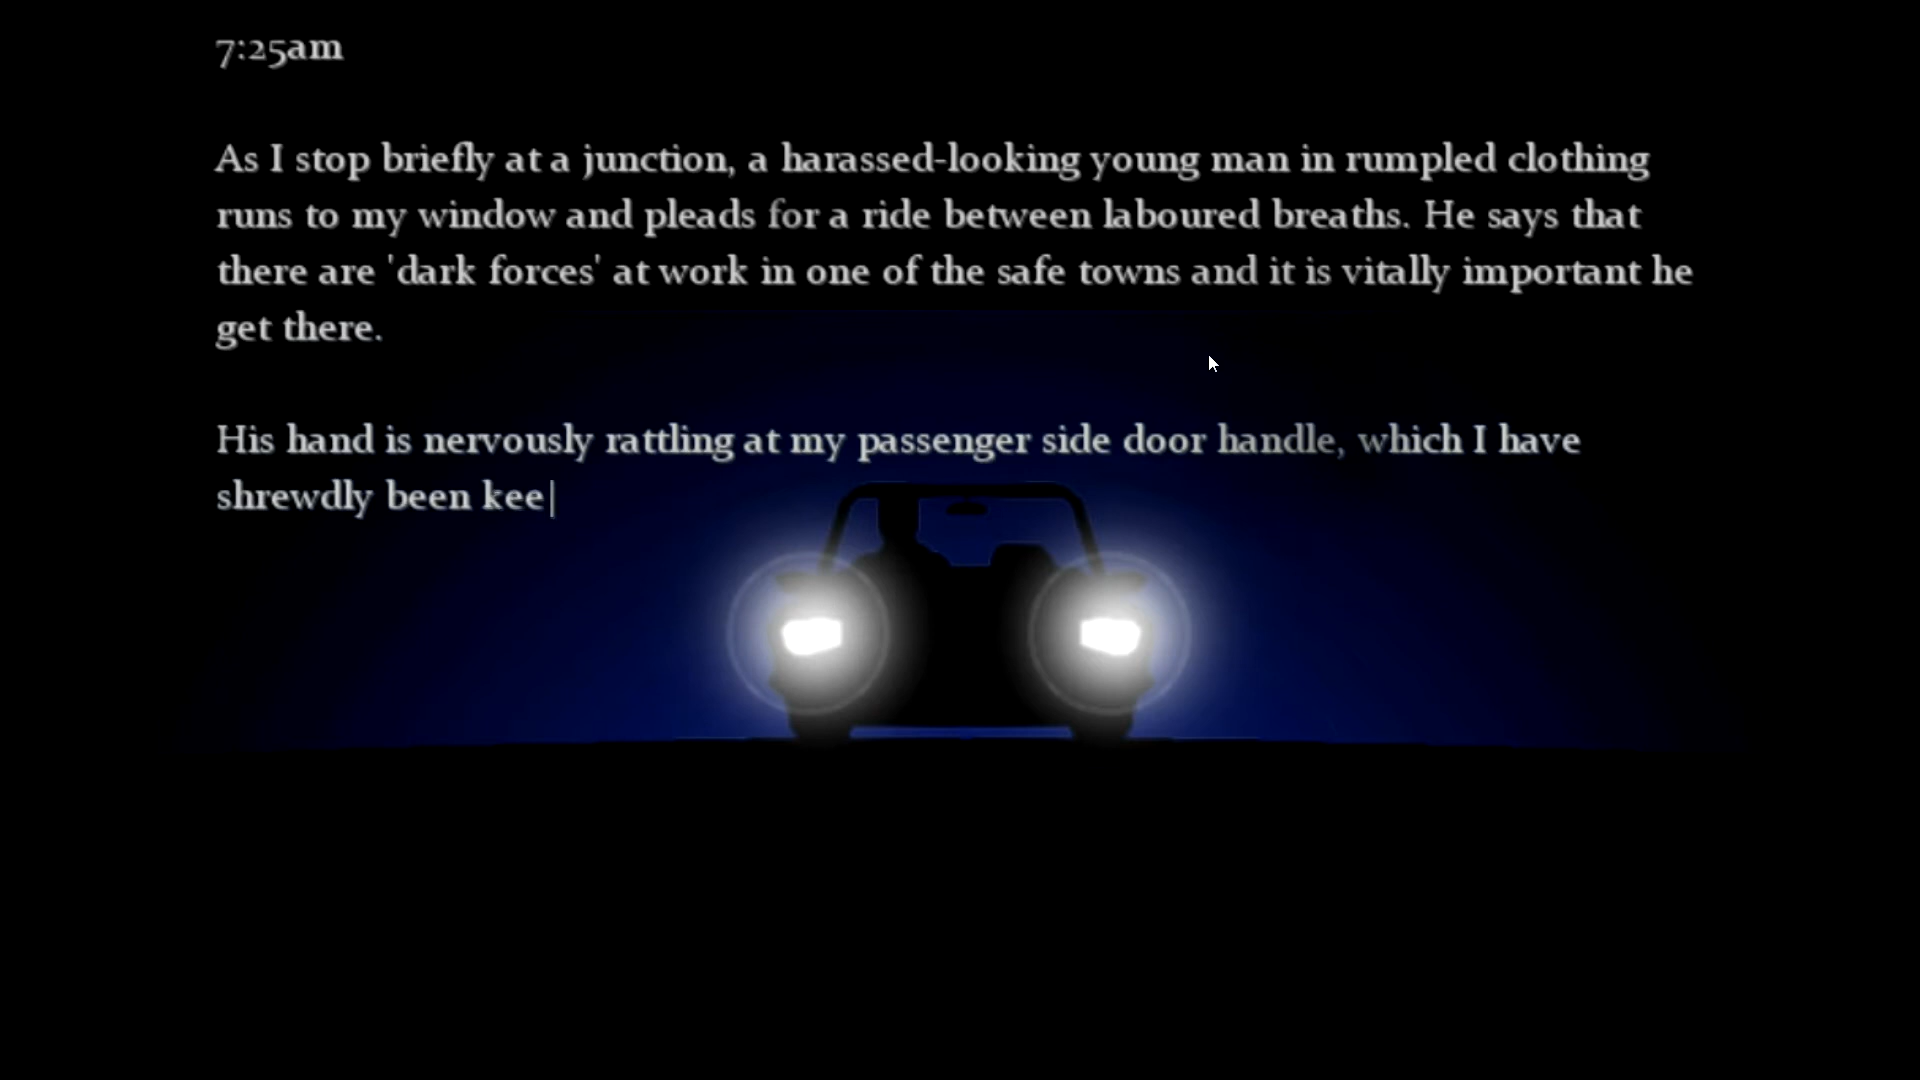 7:25am
As I stop briefly at a junction, a harassed-looking young man in rumpled clothing
runs to my window and pleads for a ride between laboured breaths. He says that
there are 'dark forces' at work in one of the safe towns and it is vitally important he
get there.
His hand is nervously rattling at my passenger side door handle, which I have
shrewdly been kee